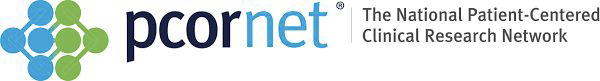 pcornet®
The National Patient-Centered
Clinical Research Network